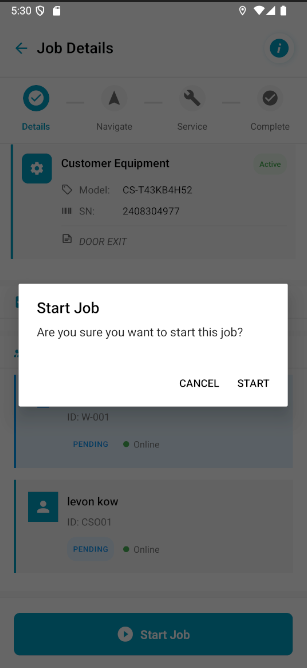 5:30
Job Details
i
Details
Navigate
Service
Complete
Customer Equipment
Active
Model: CS-T43KB4H52
SN: 2408304977
DOOR EXIT
Start Job
Are you sure you want to start this job?
CANCEL START
ID: W-001
PENDING Online
levon kow
ID: CSO01
PENDING Online
Start Job